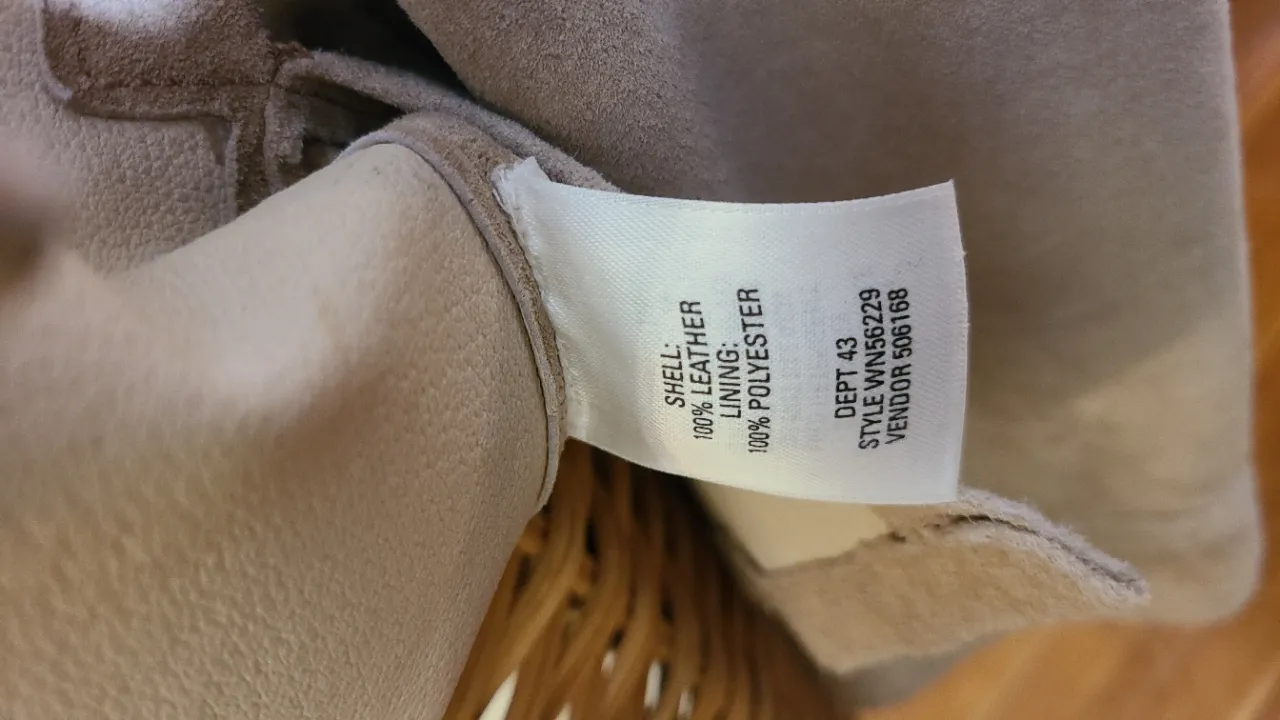 SHELL:
100% LEATHER
LINING:
100% POLYESTER
DEPT 43
STYLE WN56229
VENDOR 506168